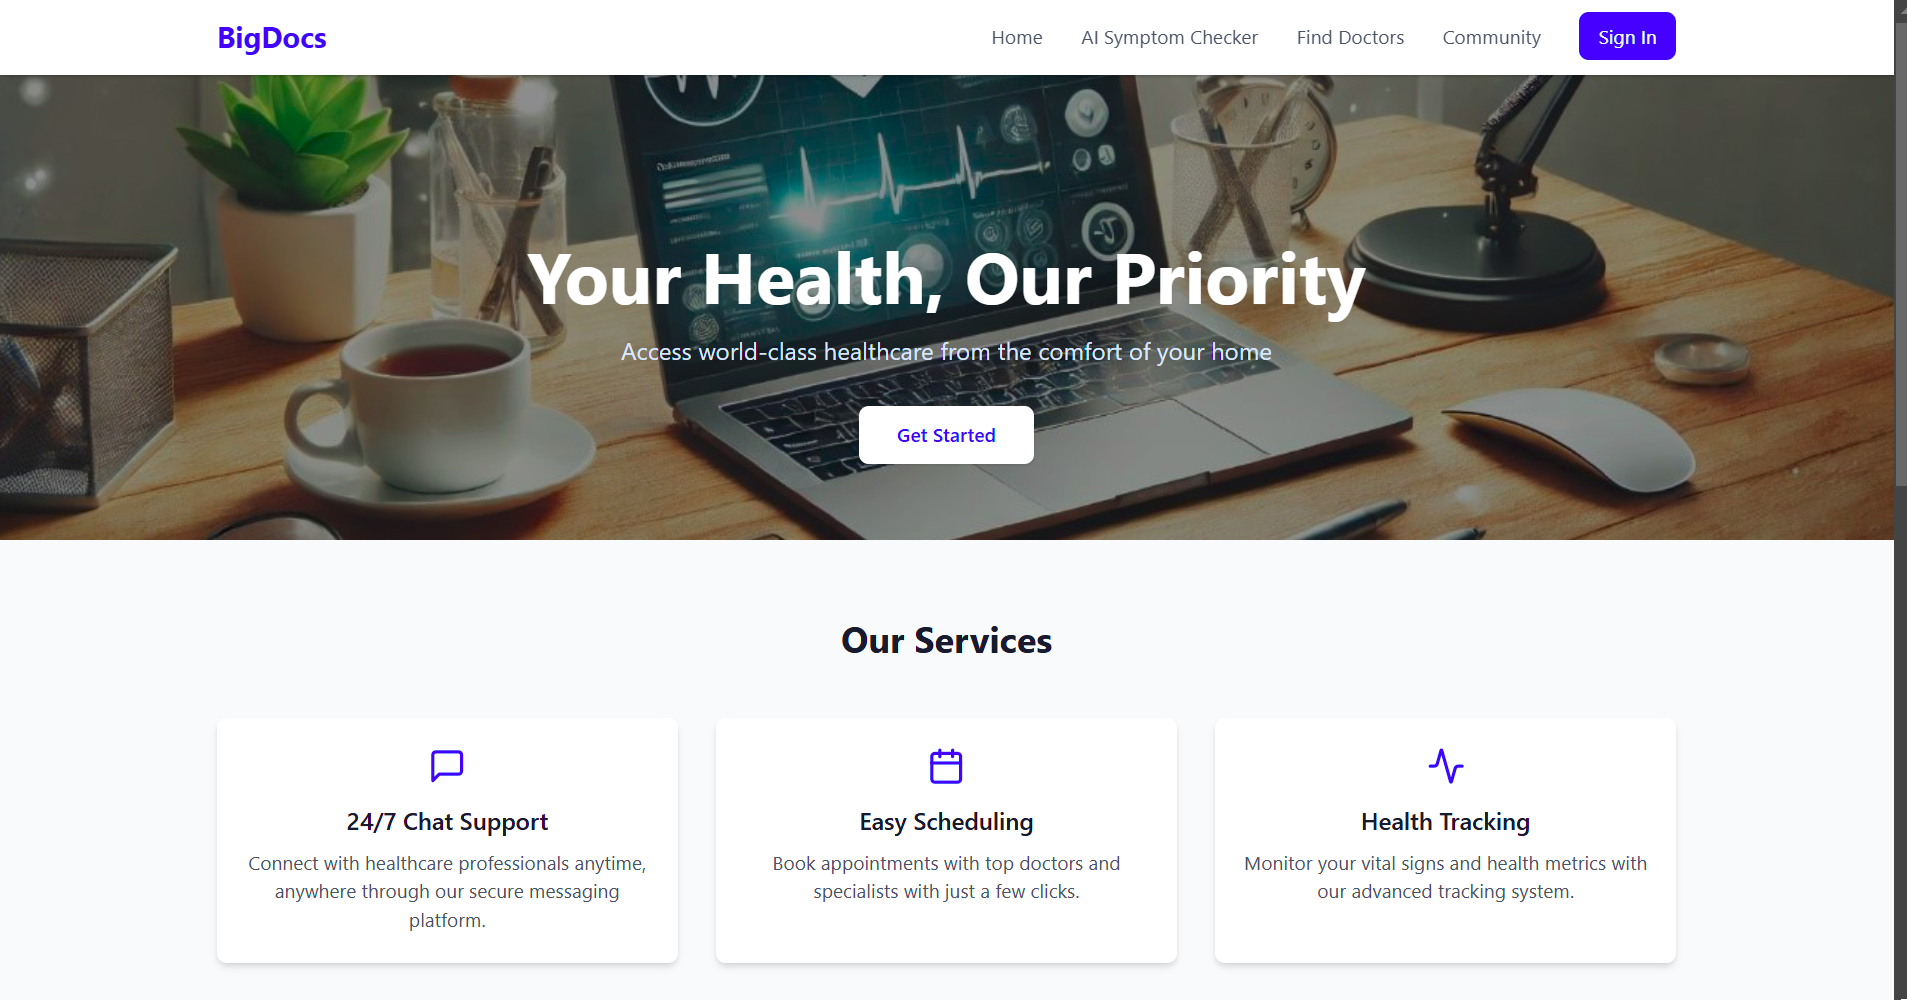 BigDocs
Home
AI Symptom Checker
Find Doctors
Community
Sign In
Your Health, Our Priority
Access world-class healthcare from the comfort of your home
Get Started
Our Services
24/7 Chat Support
Connect with healthcare professionals anytime,
anywhere through our secure messaging
platform.
Easy Scheduling
Book appointments with top doctors and
specialists with just a few clicks.
Health Tracking
Monitor your vital signs and health metrics with
our advanced tracking system.